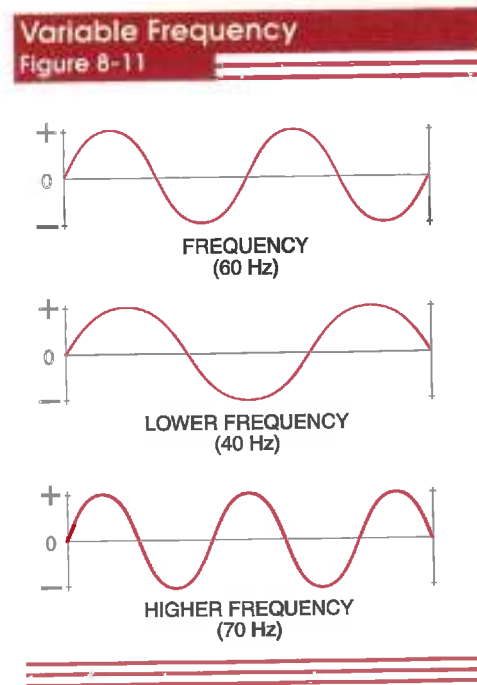 Variable Frequency
Figure 8-11
+
0
−
FREQUENCY
(60 Hz)
+
0
−
LOWER FREQUENCY
(40 Hz)
+
0
−
HIGHER FREQUENCY
(70 Hz)